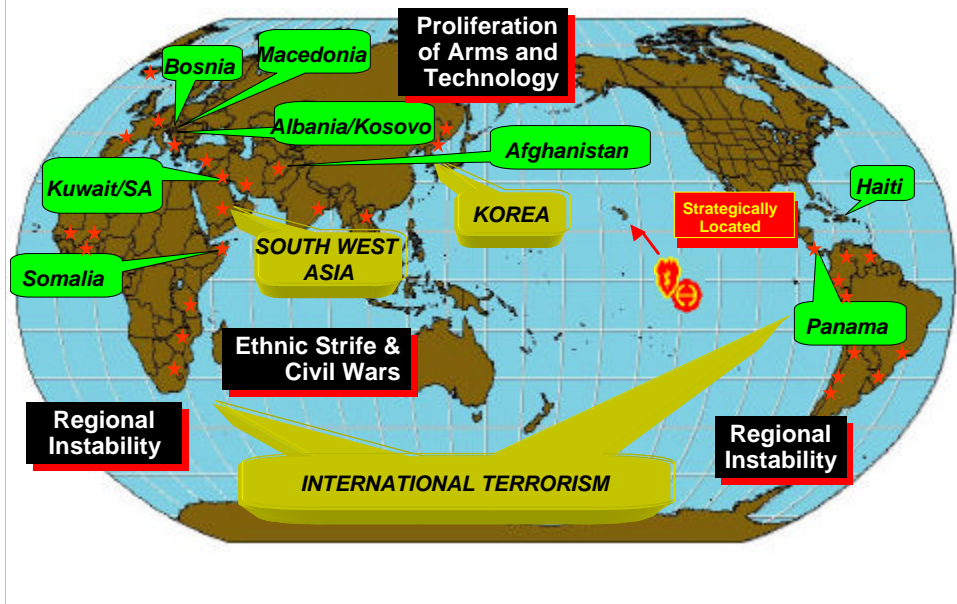 Proliferation
of Arms and
Technology
Macedonia
Bosnia
Albania/Kosovo
Afghanistan
Kuwait/SA
Haiti
KOREA
Strategically
Located
SOUTH WEST
ASIA
Somalia
Panama
Ethnic Strife &
Civil Wars
Regional
Instability
Regional
Instability
INTERNATIONAL TERRORISM